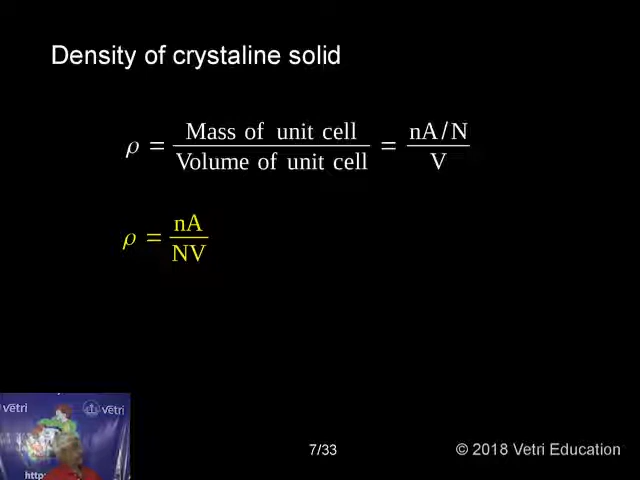 Density of crystaline solid
ρ = Mass of unit cell / Volume of unit cell = nA/N / V
ρ = nA / NV
vetri
vetri
http
7/33
© 2018 Vetri Education